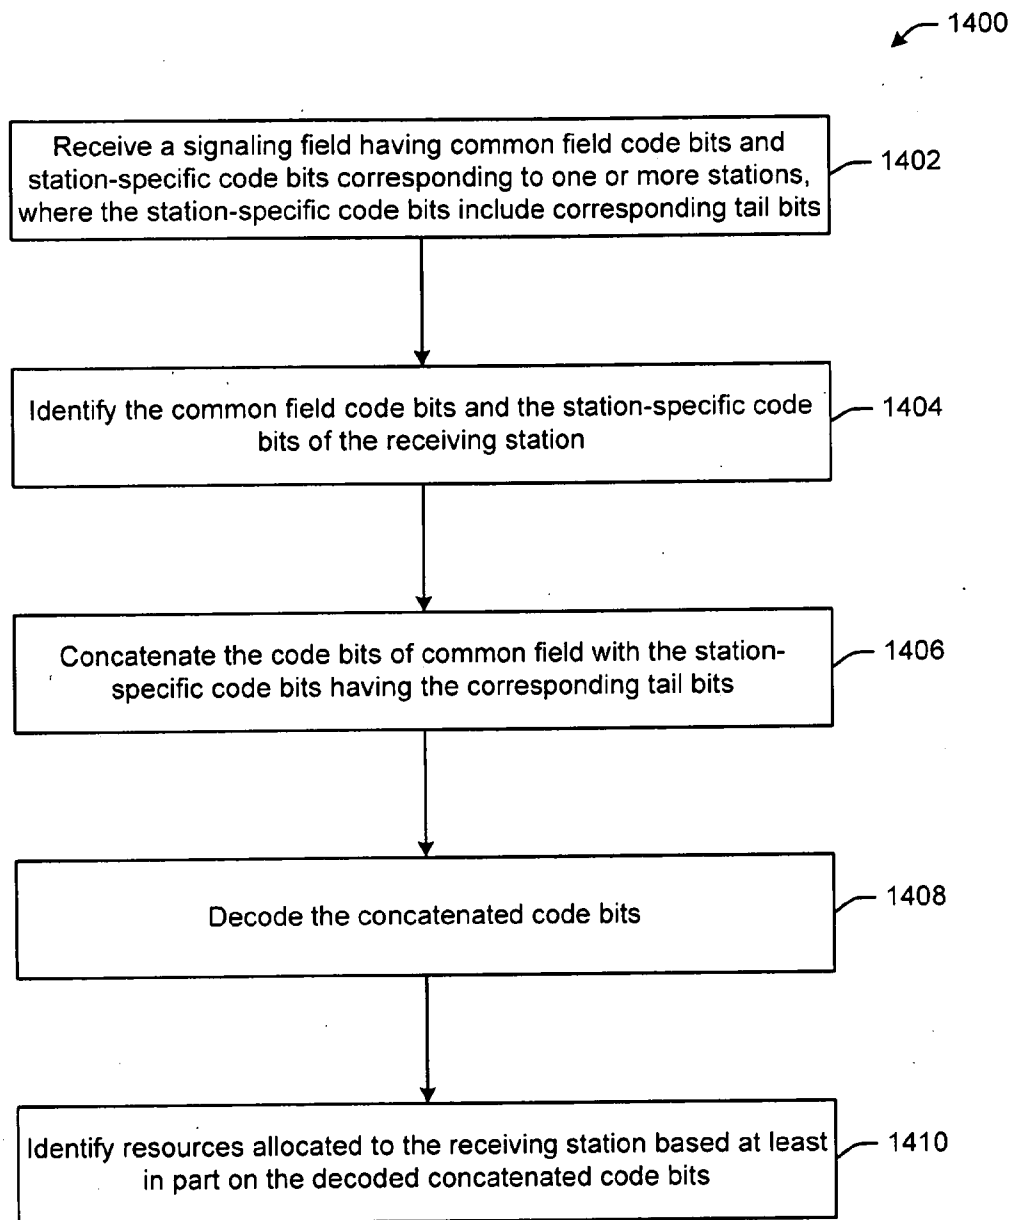 1400
Receive a signaling field having common field code bits and
station-specific code bits corresponding to one or more stations,
where the station-specific code bits include corresponding tail bits
1402
Identify the common field code bits and the station-specific code
bits of the receiving station
1404
Concatenate the code bits of common field with the station-
specific code bits having the corresponding tail bits
1406
Decode the concatenated code bits
1408
Identify resources allocated to the receiving station based at least
in part on the decoded concatenated code bits
1410